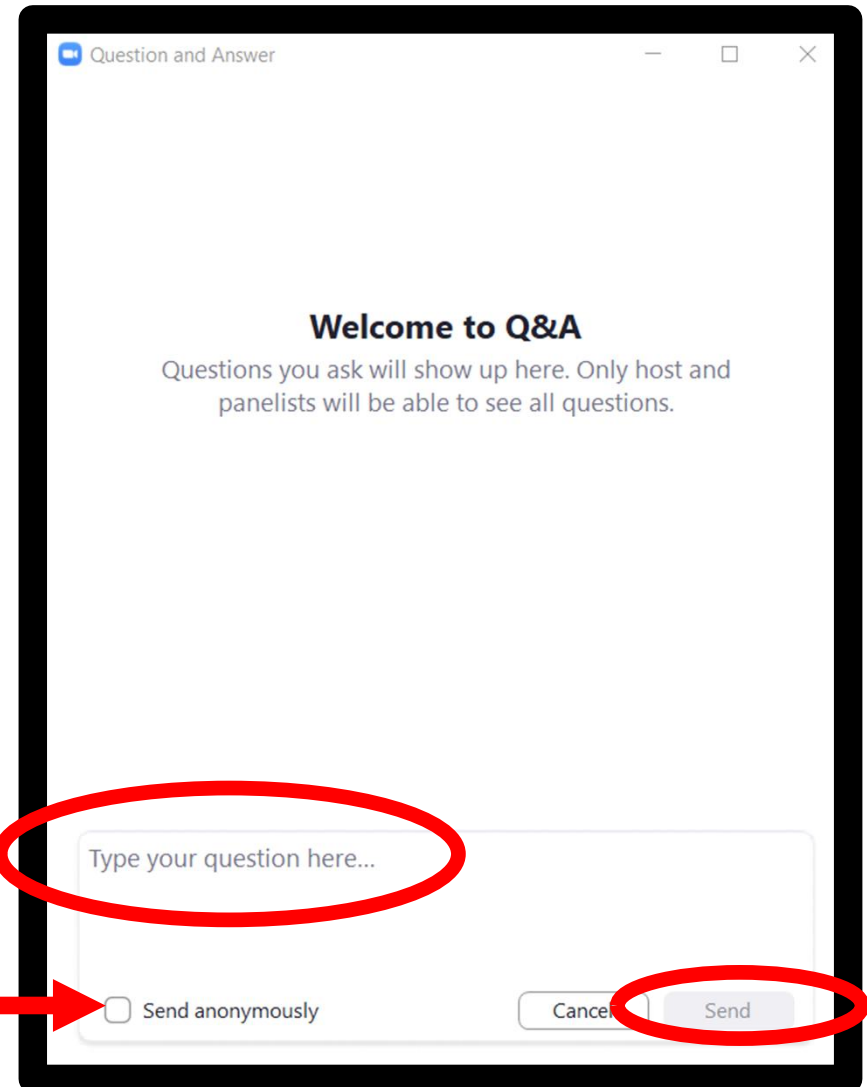 Question and Answer
Welcome to Q&A
Questions you ask will show up here. Only host and
panelists will be able to see all questions.
Type your question here...
Send anonymously
Cancel
Send